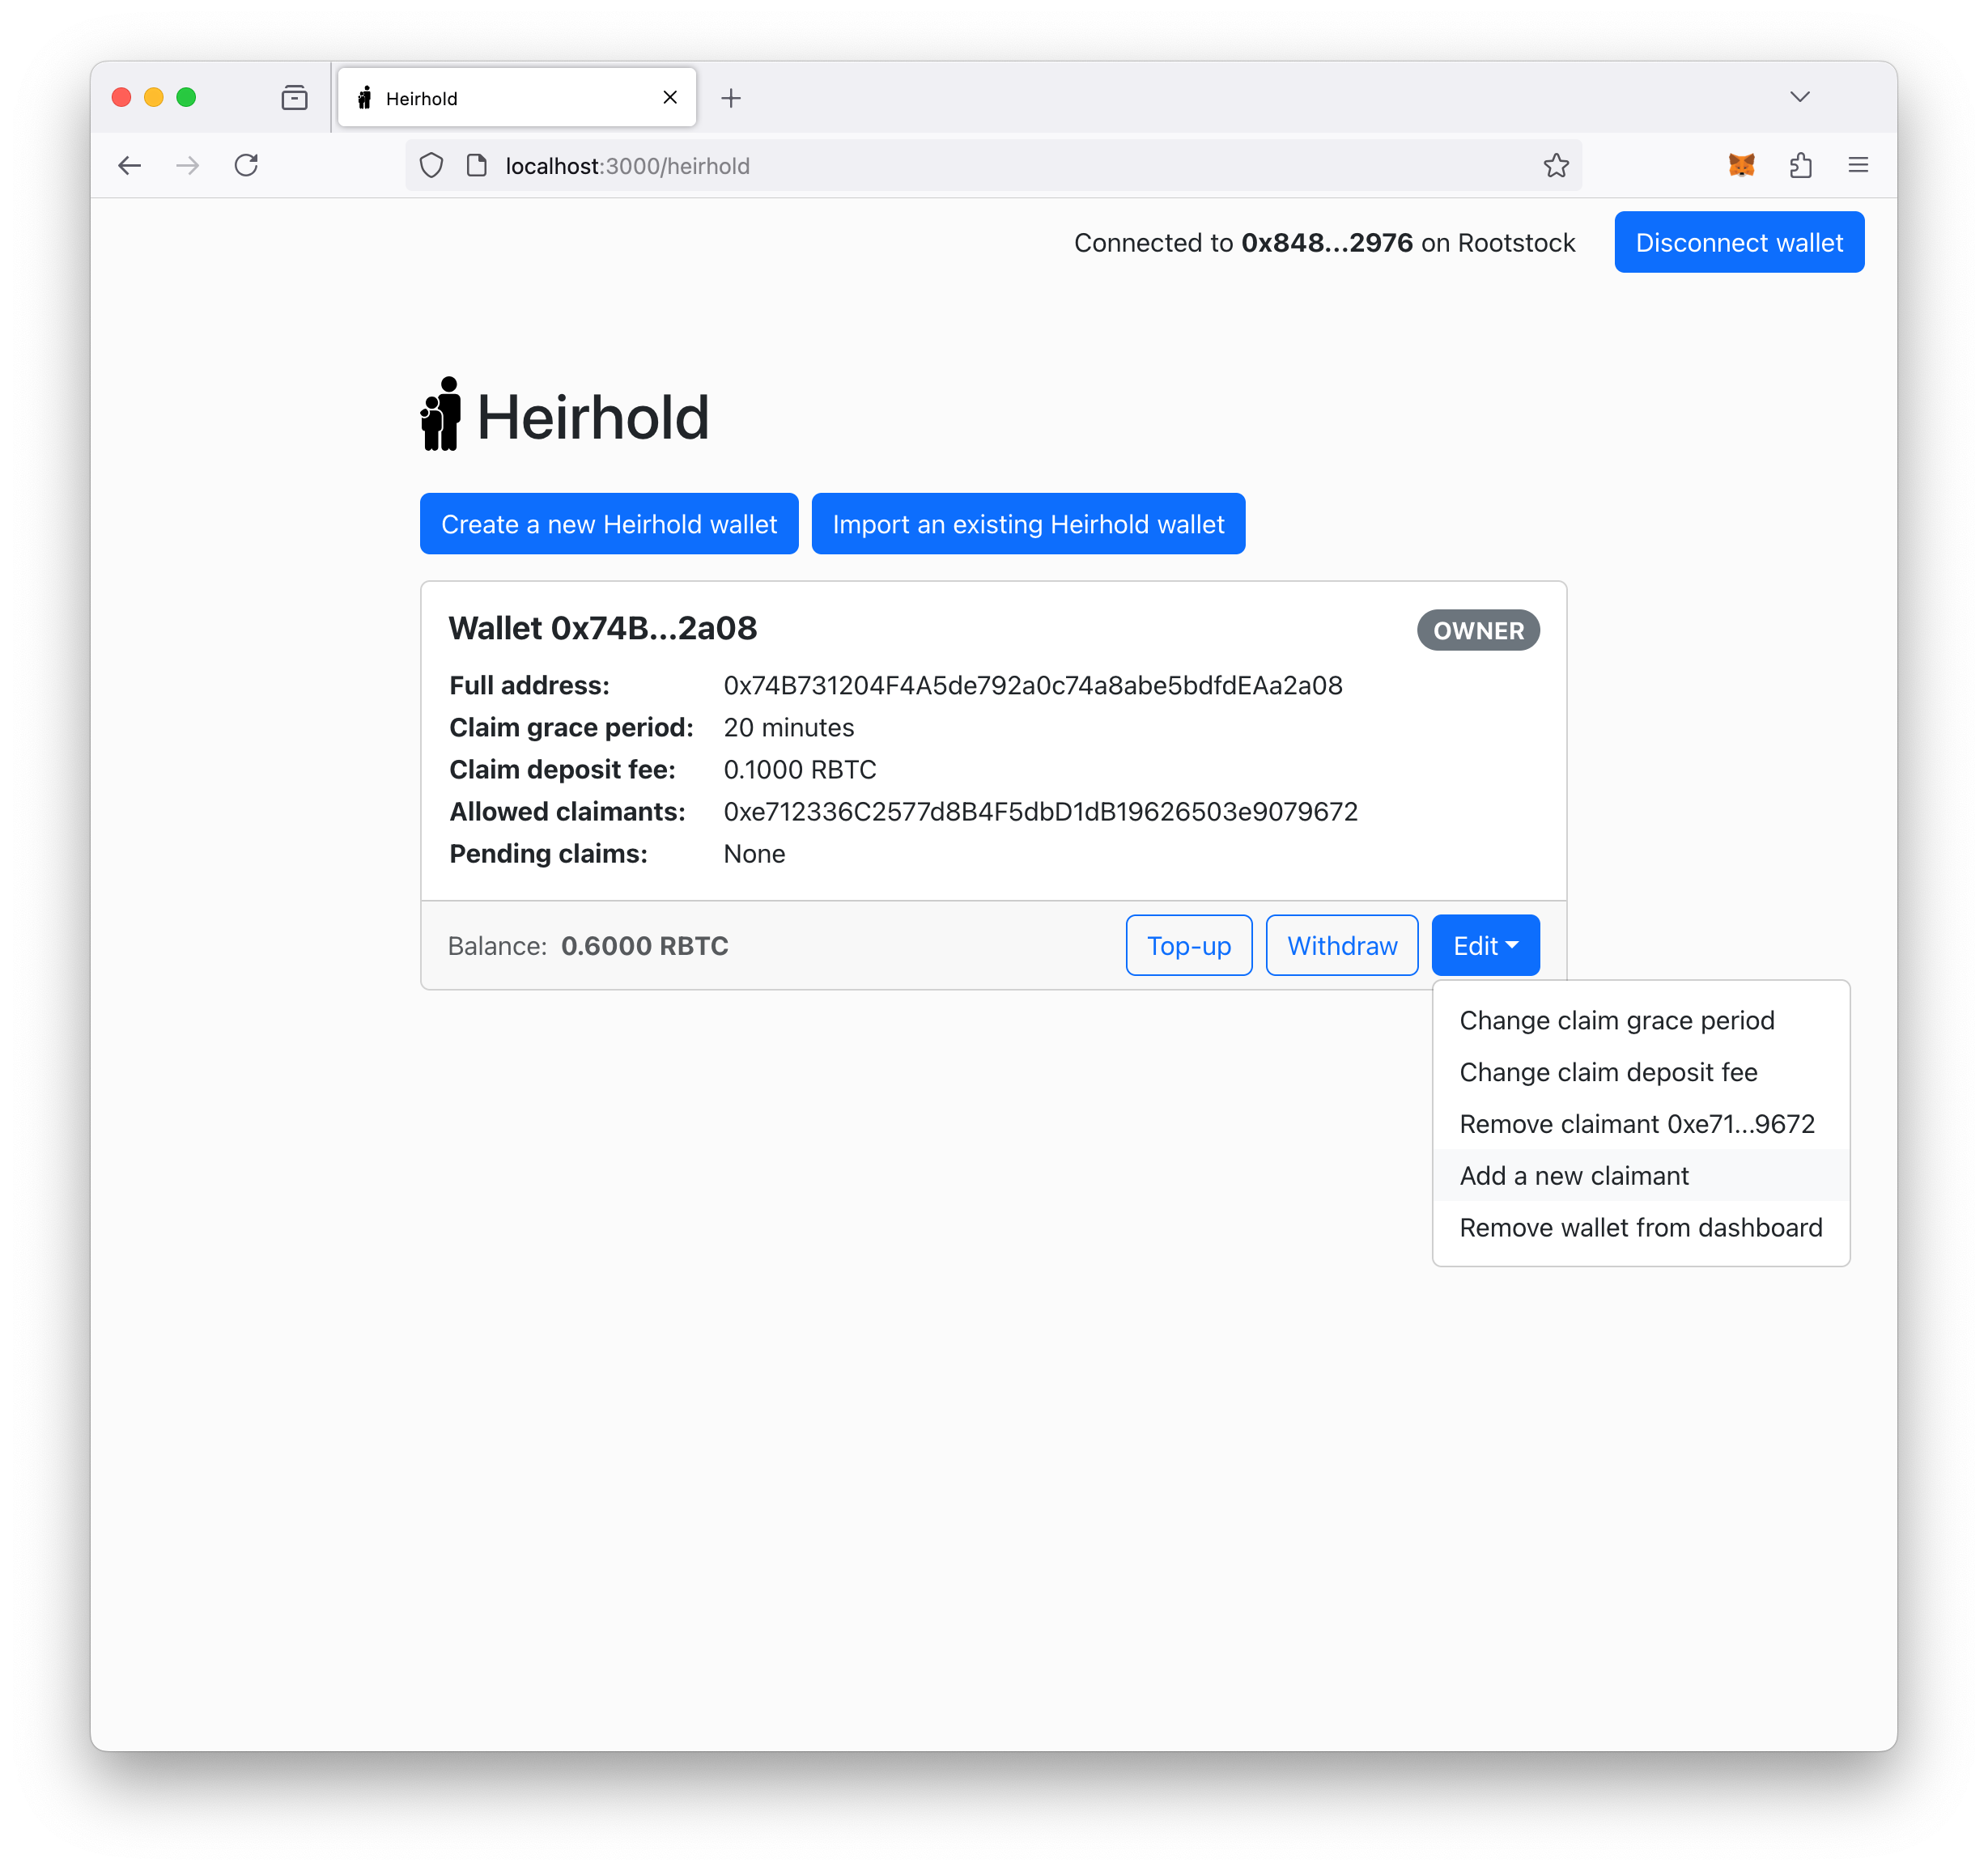 Heirhold
localhost:3000/heirhold
Connected to 0x848...2976 on Rootstock
Disconnect wallet
Heirhold
Create a new Heirhold wallet
Import an existing Heirhold wallet
Wallet 0x74B...2a08
OWNER
Full address: 0x74B731204F4A5de792a0c74a8abe5bdfdEAa2a08
Claim grace period: 20 minutes
Claim deposit fee: 0.1000 RBTC
Allowed claimants: 0xe712336C2577d8B4F5dbD1dB19626503e9079672
Pending claims: None
Balance: 0.6000 RBTC
Top-up
Withdraw
Edit
Change claim grace period
Change claim deposit fee
Remove claimant 0xe71...9672
Add a new claimant
Remove wallet from dashboard